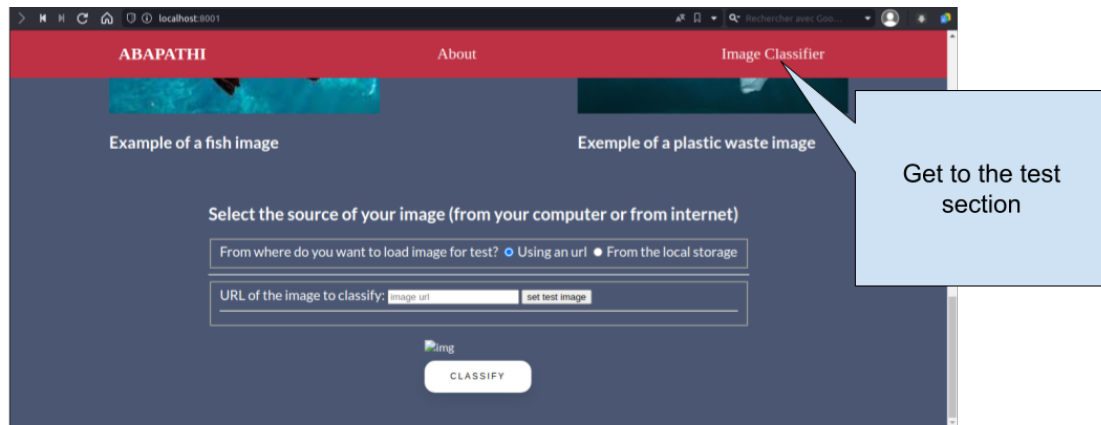 localhost:8001
Rechercher avec Goo...
ABAPATHI
About
Image Classifier
Example of a fish image
Exemple of a plastic waste image
Get to the test
section
Select the source of your image (from your computer or from internet)
From where do you want to load image for test? Using an url From the local storage
URL of the image to classify: image url set test image
img
CLASSIFY